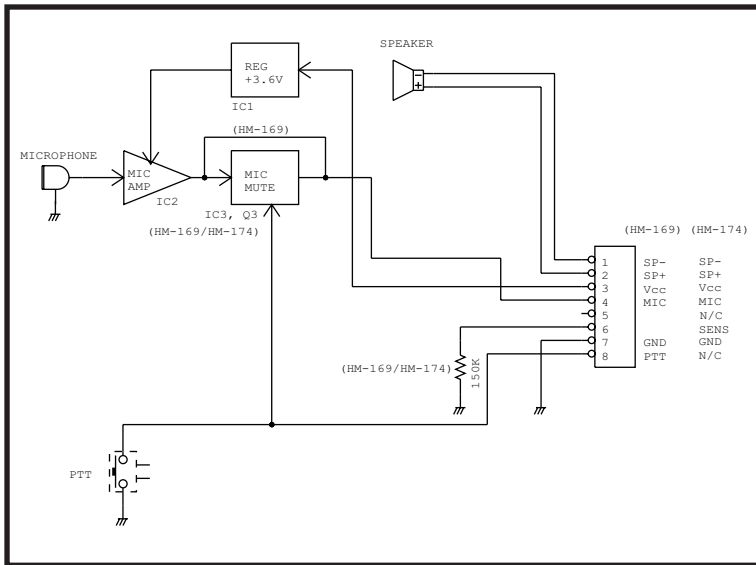 SPEAKER
REG
+3.6V
IC1
(HM-169)
MICROPHONE
MIC
AMP
IC2
MIC
MUTE
IC3, Q3
(HM-169/HM-174)
(HM-169) (HM-174)
1 SP- SP-
2 SP+ SP+
3 Vcc Vcc
4 MIC MIC
5 N/C
6 SENS
7 GND GND
8 PTT N/C
(HM-169/HM-174)
150K
PTT